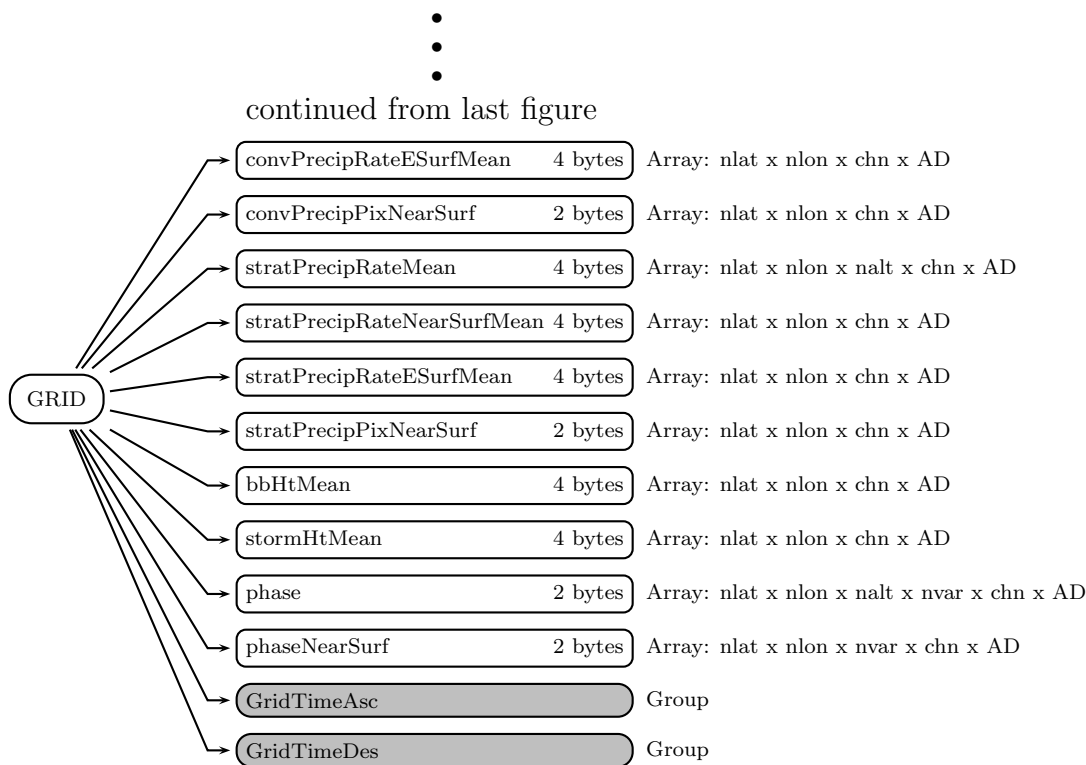 continued from last figure
convPrecipRateESurfMean 4 bytes Array: nlat x nlon x chn x AD
convPrecipPixNearSurf 2 bytes Array: nlat x nlon x chn x AD
stratPrecipRateMean 4 bytes Array: nlat x nlon x nalt x chn x AD
stratPrecipRateNearSurfMean 4 bytes Array: nlat x nlon x chn x AD
stratPrecipRateESurfMean 4 bytes Array: nlat x nlon x chn x AD
GRID
stratPrecipPixNearSurf 2 bytes Array: nlat x nlon x chn x AD
bbHtMean 4 bytes Array: nlat x nlon x chn x AD
stormHtMean 4 bytes Array: nlat x nlon x chn x AD
phase 2 bytes Array: nlat x nlon x nalt x nvar x chn x AD
phaseNearSurf 2 bytes Array: nlat x nlon x nvar x chn x AD
GridTimeAsc Group
GridTimeDes Group